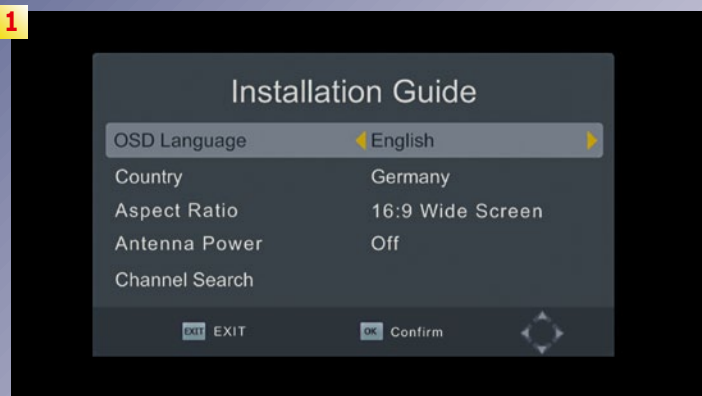 1
Installation Guide
OSD Language English
Country Germany
Aspect Ratio 16:9 Wide Screen
Antenna Power Off
Channel Search
EXIT EXIT OK Confirm